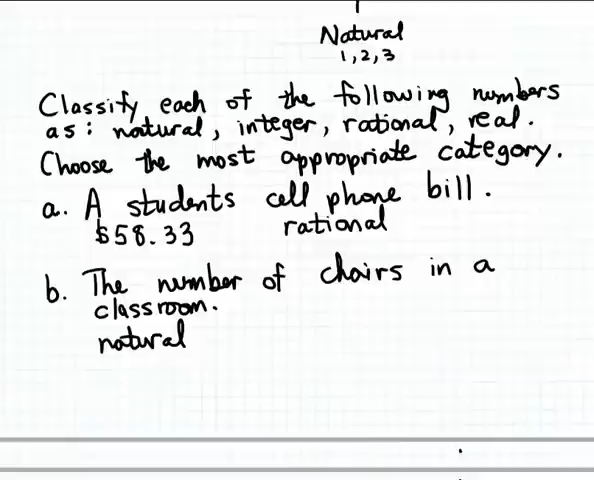 Natural
1,2,3
Classify each of the following numbers
as: natural, integer, rational, real.
Choose the most appropriate category.
a. A students cell phone bill.
$58.33 rational
b. The number of chairs in a
classroom.
natural